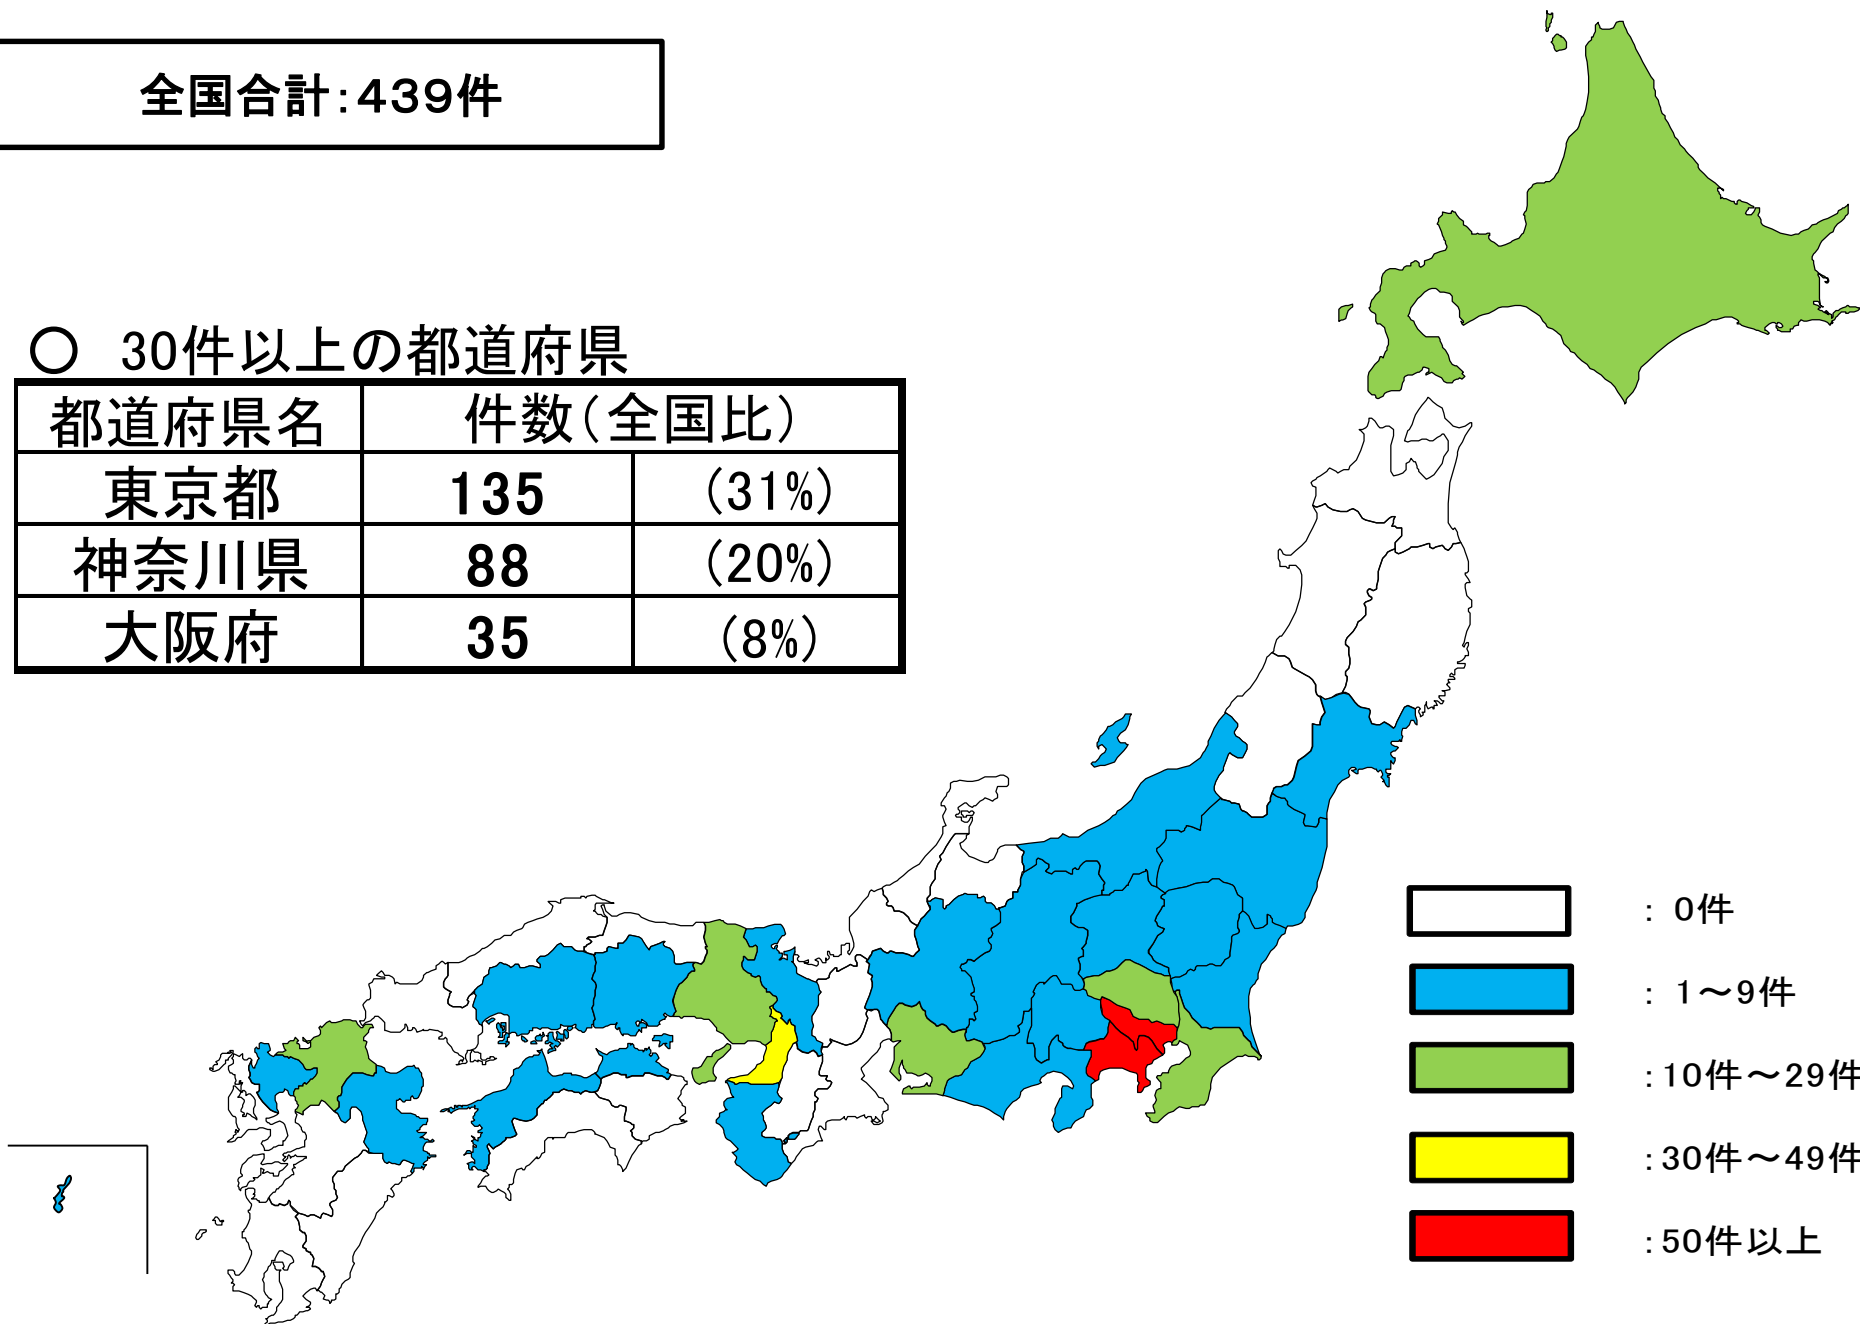 全国合計:439件
○ 30件以上の都道府県
都道府県名 件数(全国比)
東京都 135 (31%)
神奈川県 88 (20%)
大阪府 35 (8%)
: 0件
: 1~9件
:10件~29件
:30件~49件
:50件以上